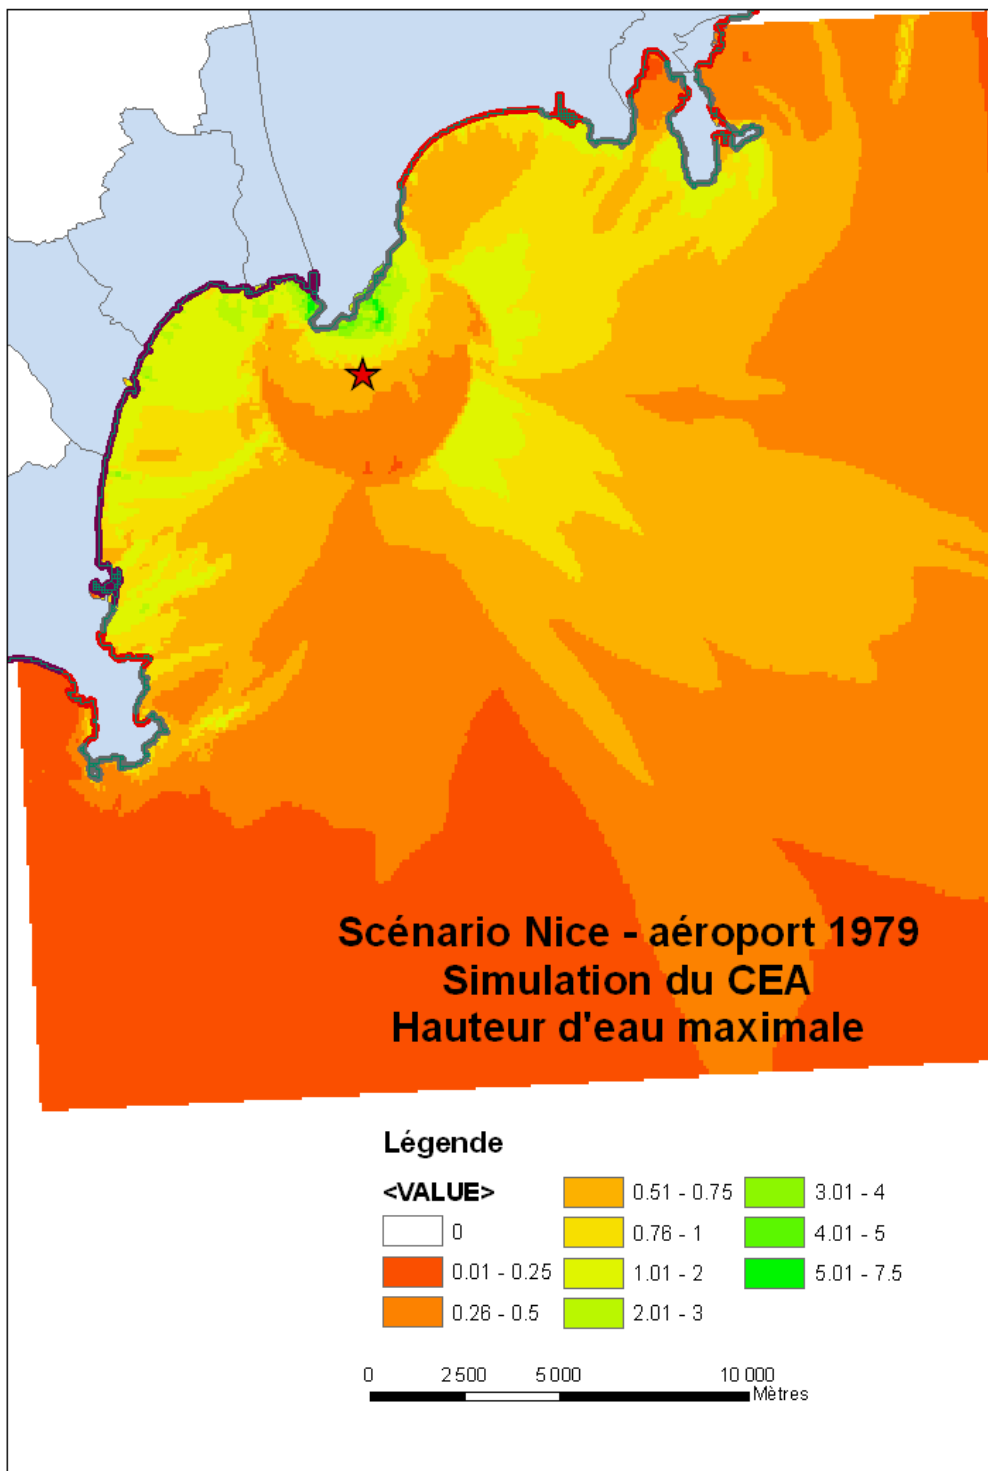 Scénario Nice - aéroport 1979
Simulation du CEA
Hauteur d'eau maximale
Légende
<VALUE>
0
0.01 - 0.25
0.26 - 0.5
0.51 - 0.75
0.76 - 1
1.01 - 2
2.01 - 3
3.01 - 4
4.01 - 5
5.01 - 7.5
0 2 500 5 000 10 000
Mètres